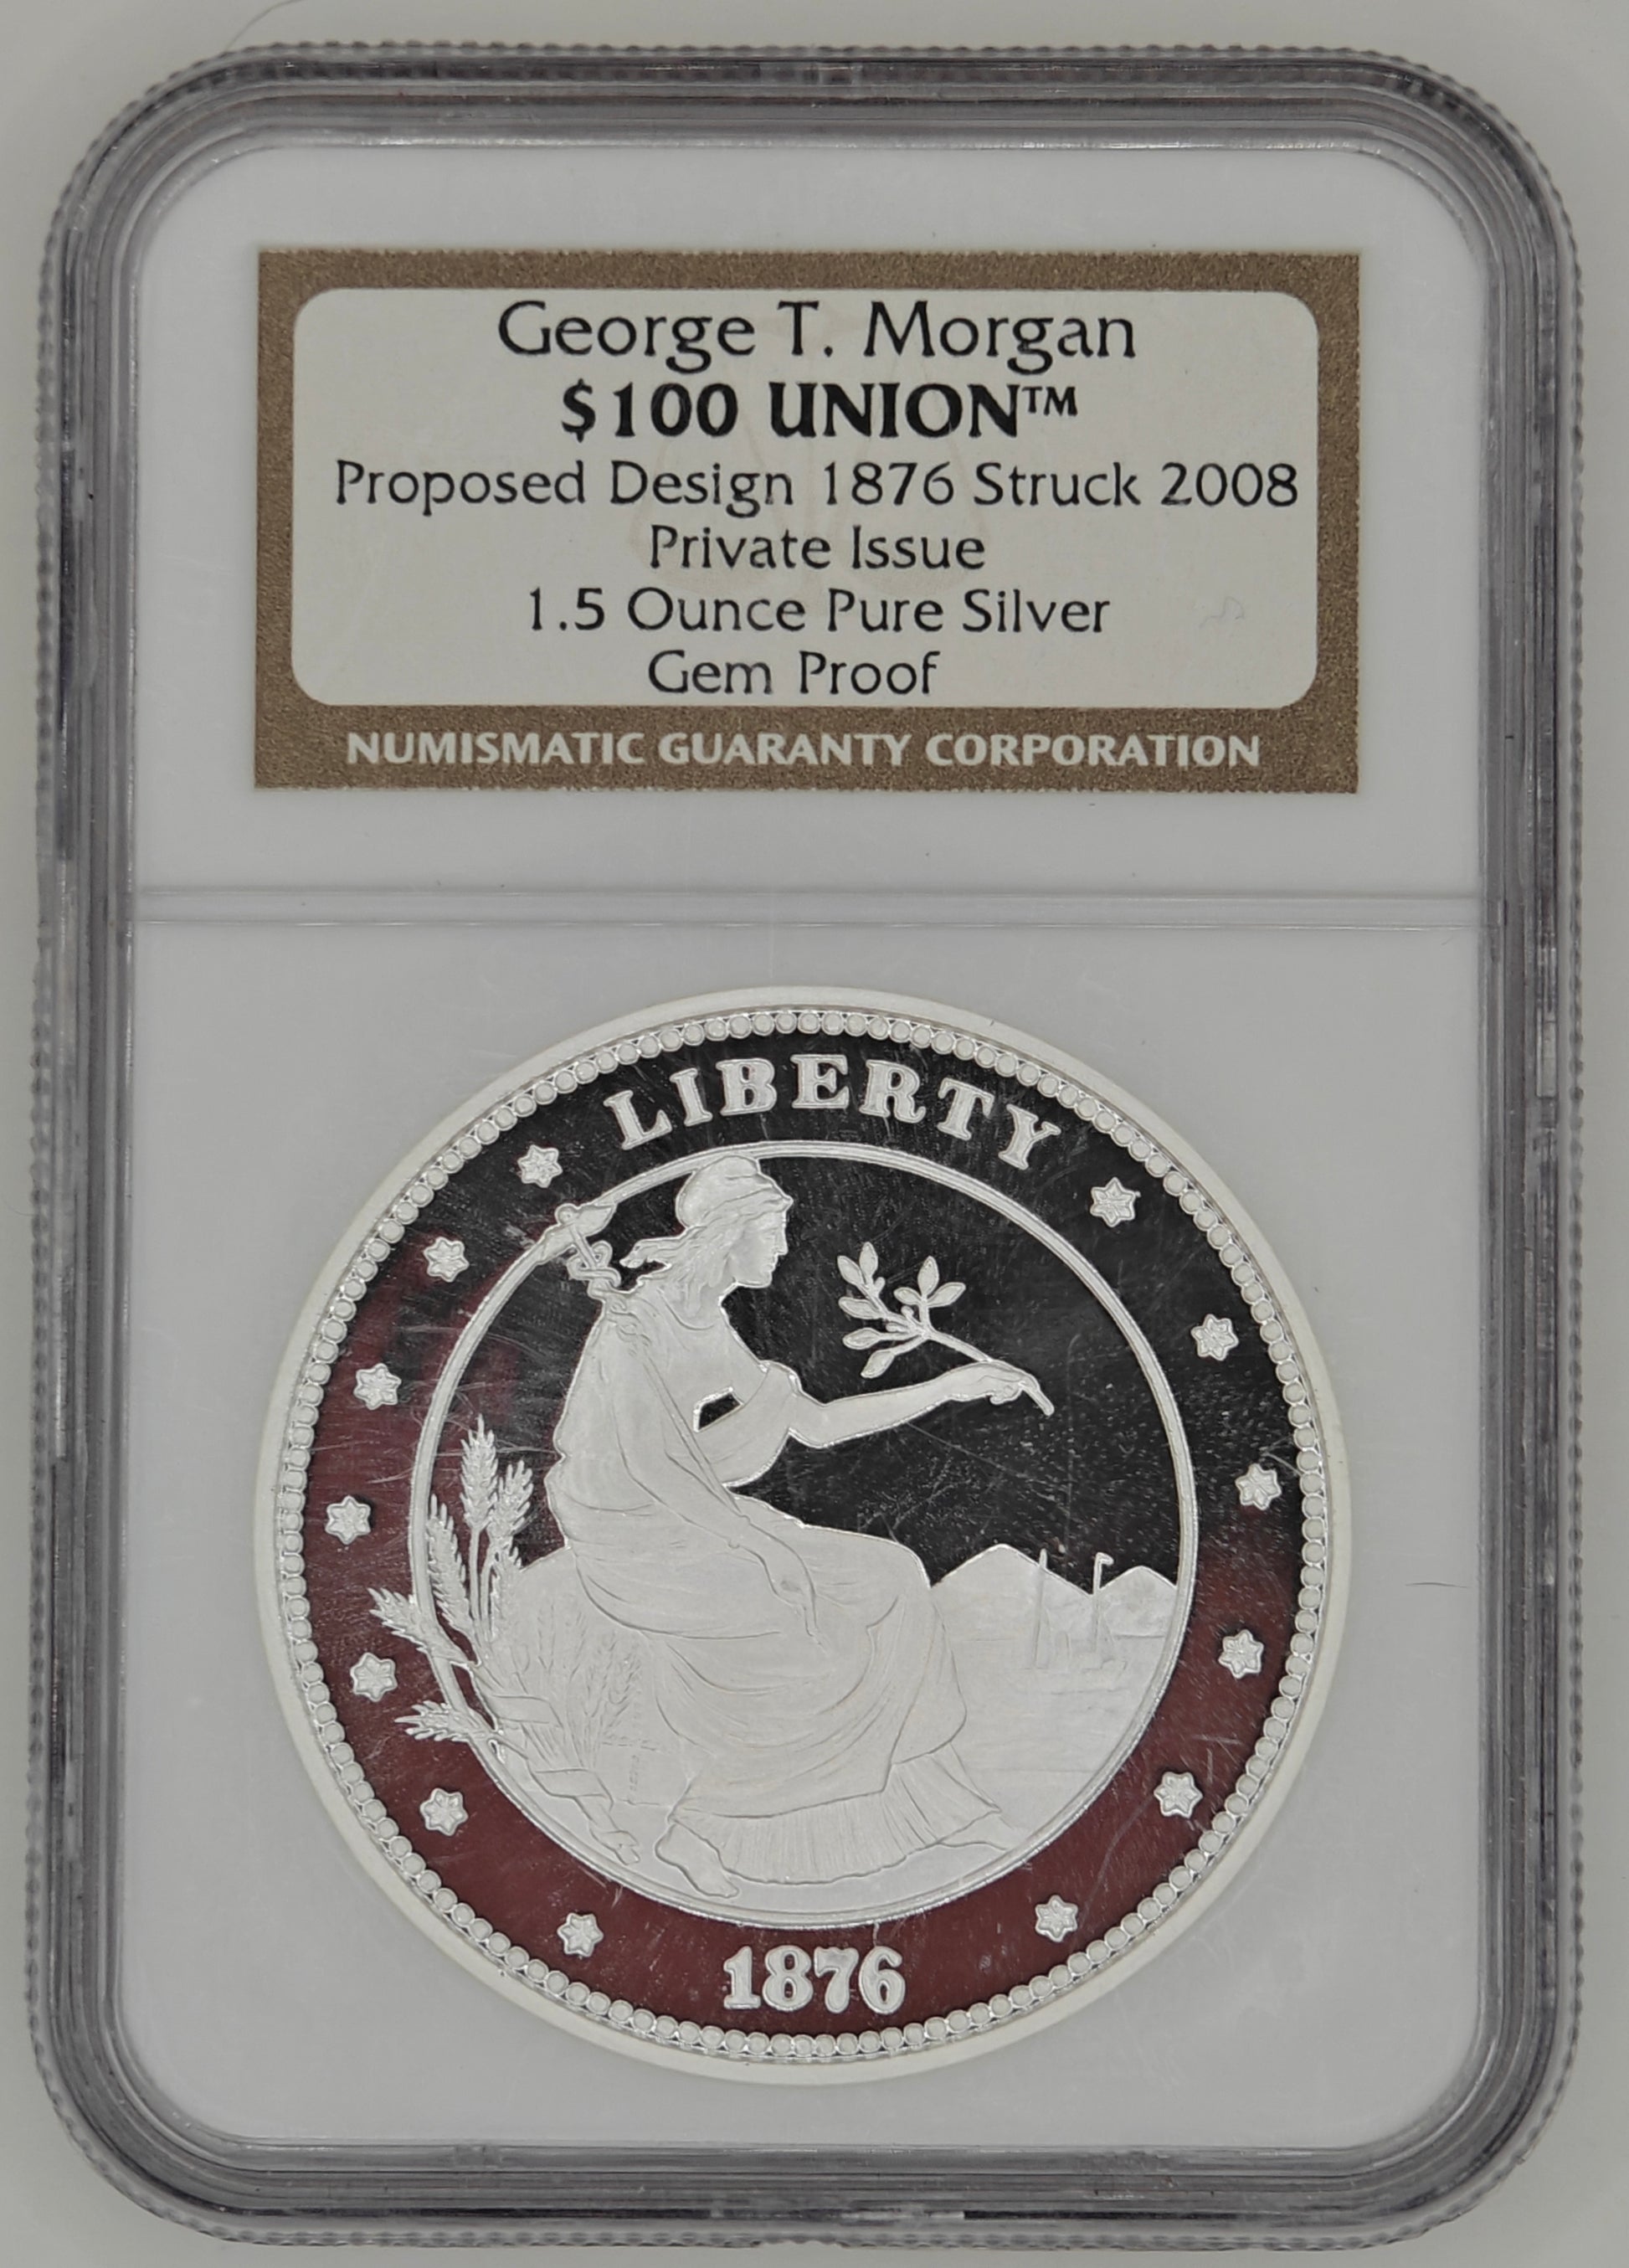 George T. Morgan
$100 UNION™
Proposed Design 1876 Struck 2008
Private Issue
1.5 Ounce Pure Silver
Gem Proof
NUMISMATIC GUARANTY CORPORATION
LIBERTY
1876